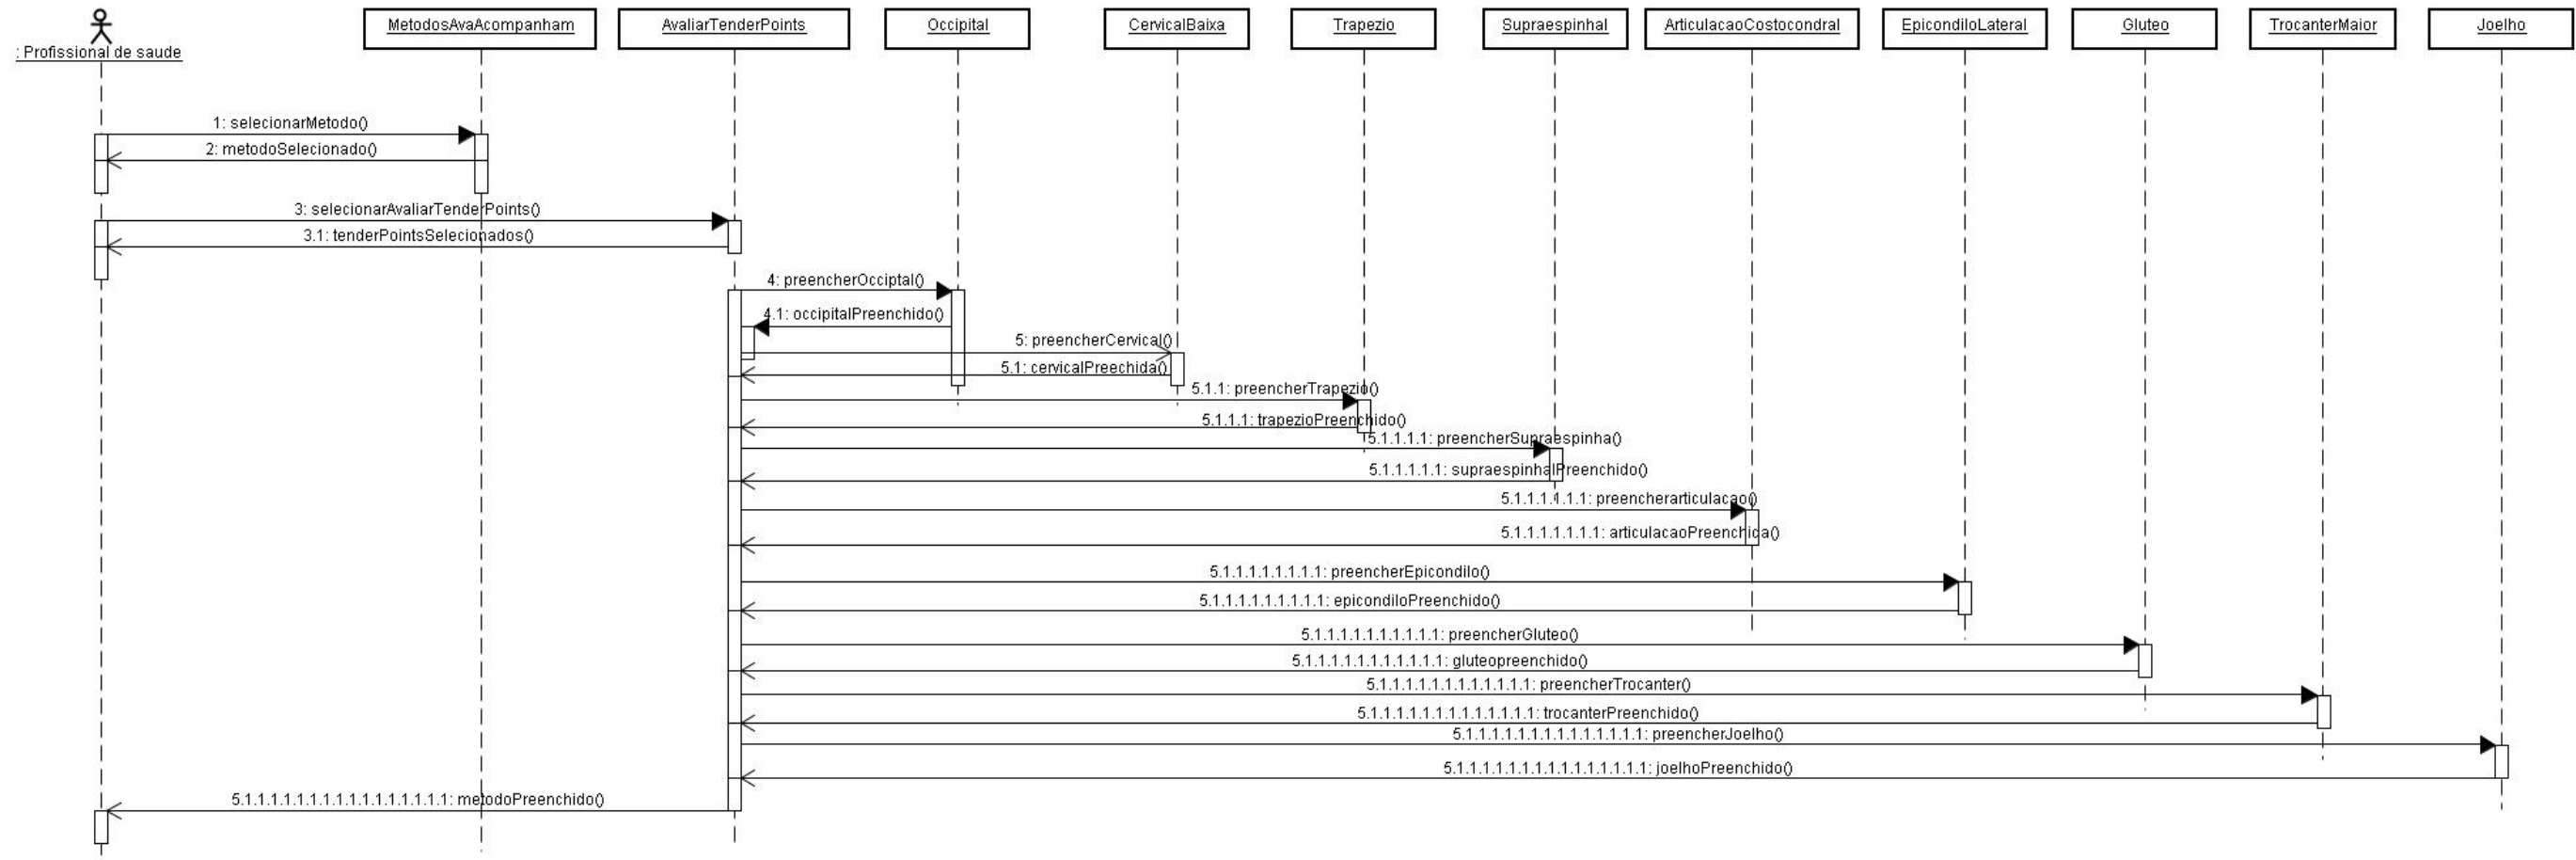 : Profissional de saude
MetodosAvaAcompanham
AvaliarTenderPoints
Occipital
CervicalBaixa
Trapezio
Supraespinhal
ArticulacaoCostocondral
EpicondiloLateral
Gluteo
TrocanterMaior
Joelho
1: selecionarMetodo()
2: metodoSelecionado()
3: selecionarAvaliarTenderPoints()
3.1: tenderPointsSelecionados()
4: preencherOcciptal()
4.1: occipitalPreenchido()
5: preencherCervical()
5.1: cervicalPreechida()
5.1.1: preencherTrapezio()
5.1.1.1: trapezioPreenchido()
5.1.1.1.1: preencherSupraespinha()
5.1.1.1.1.1: supraespinhalPreenchido()
5.1.1.1.1.1.1: preencherarticulacao()
5.1.1.1.1.1.1.1: articulacaoPreenchica()
5.1.1.1.1.1.1.1.1: preencherEpicondilo()
5.1.1.1.1.1.1.1.1.1: epicondiloPreenchido()
5.1.1.1.1.1.1.1.1.1.1: preencherGluteo()
5.1.1.1.1.1.1.1.1.1.1.1: gluteopreenchido()
5.1.1.1.1.1.1.1.1.1.1.1.1: preencherTrocanter()
5.1.1.1.1.1.1.1.1.1.1.1.1.1: trocanterPreenchido()
5.1.1.1.1.1.1.1.1.1.1.1.1.1.1: preencherJoelho()
5.1.1.1.1.1.1.1.1.1.1.1.1.1.1.1: joelhoPreenchido()
5.1.1.1.1.1.1.1.1.1.1.1.1.1.1.1.1: metodoPreenchido()